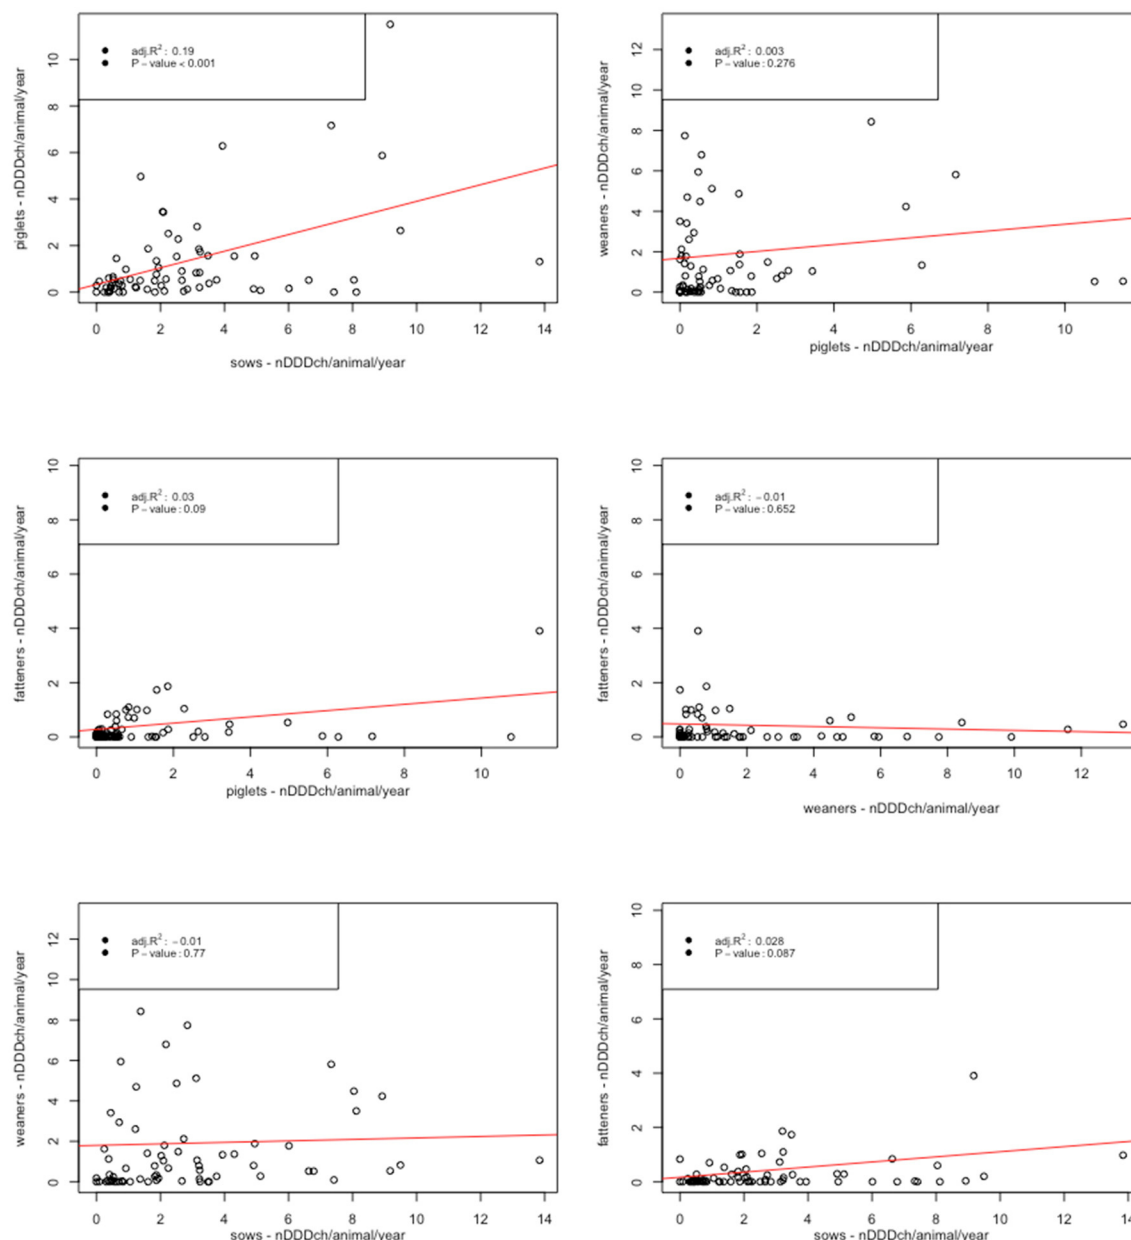 adj.R²: 0.19
P − value < 0.001
piglets - nDDDch/animal/year
0 2 4 6 8 10
0 2 4 6 8 10 12 14
sows - nDDDch/animal/year
adj.R²: 0.003
P − value : 0.276
weaners - nDDDch/animal/year
0 2 4 6 8 10 12
0 2 4 6 8 10
piglets - nDDDch/animal/year
adj.R²: 0.03
P − value : 0.09
fatteners - nDDDch/animal/year
0 2 4 6 8 10
0 2 4 6 8 10
piglets - nDDDch/animal/year
adj.R²: −0.01
P − value : 0.652
fatteners - nDDDch/animal/year
0 2 4 6 8 10
0 2 4 6 8 10 12
weaners - nDDDch/animal/year
adj.R²: −0.01
P − value : 0.77
weaners - nDDDch/animal/year
0 2 4 6 8 10 12
0 2 4 6 8 10 12 14
sows - nDDDch/animal/year
adj.R²: 0.028
P − value : 0.087
fatteners - nDDDch/animal/year
0 2 4 6 8 10
0 2 4 6 8 10 12 14
sows - nDDDch/animal/year